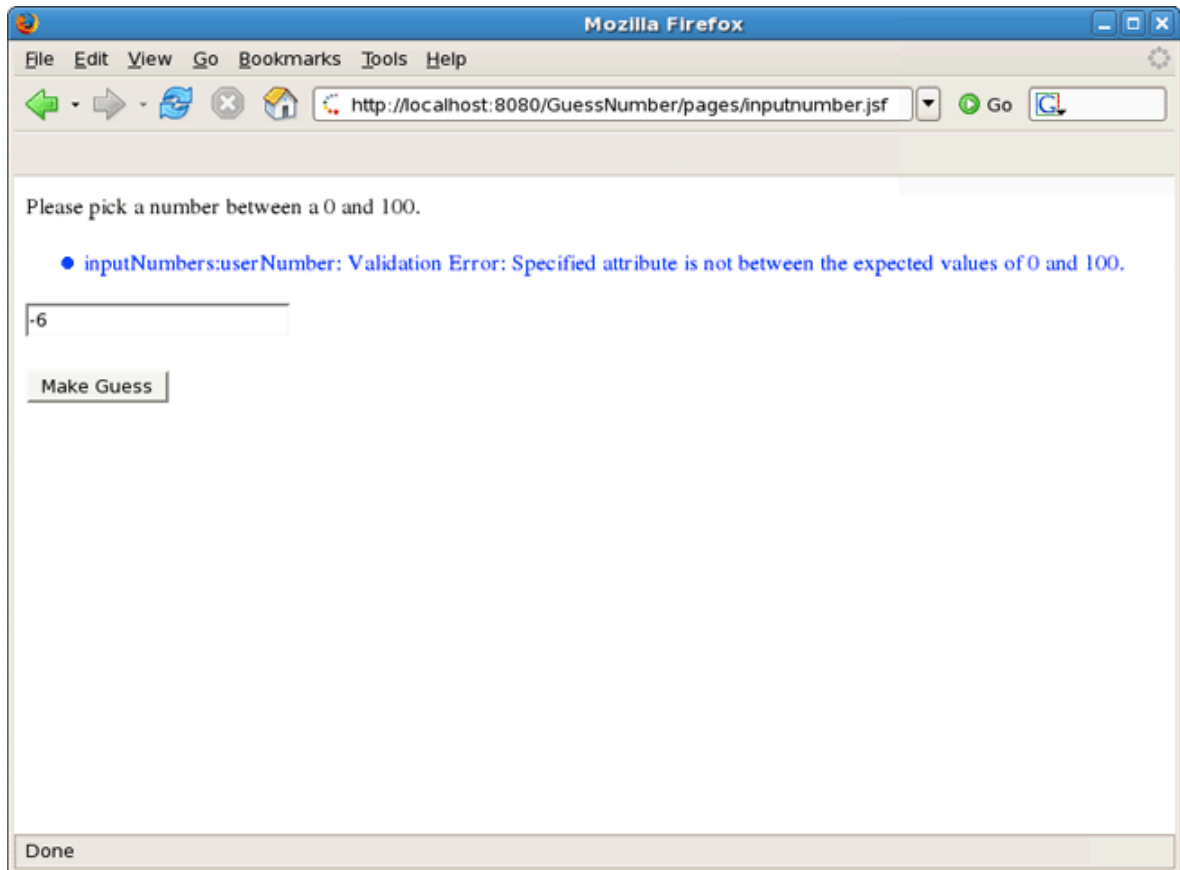 Mozilla Firefox
File Edit View Go Bookmarks Tools Help
http://localhost:8080/GuessNumber/pages/inputnumber.jsf Go G
Please pick a number between a 0 and 100.
inputNumbers:userNumber: Validation Error: Specified attribute is not between the expected values of 0 and 100.
-6
Make Guess
Done